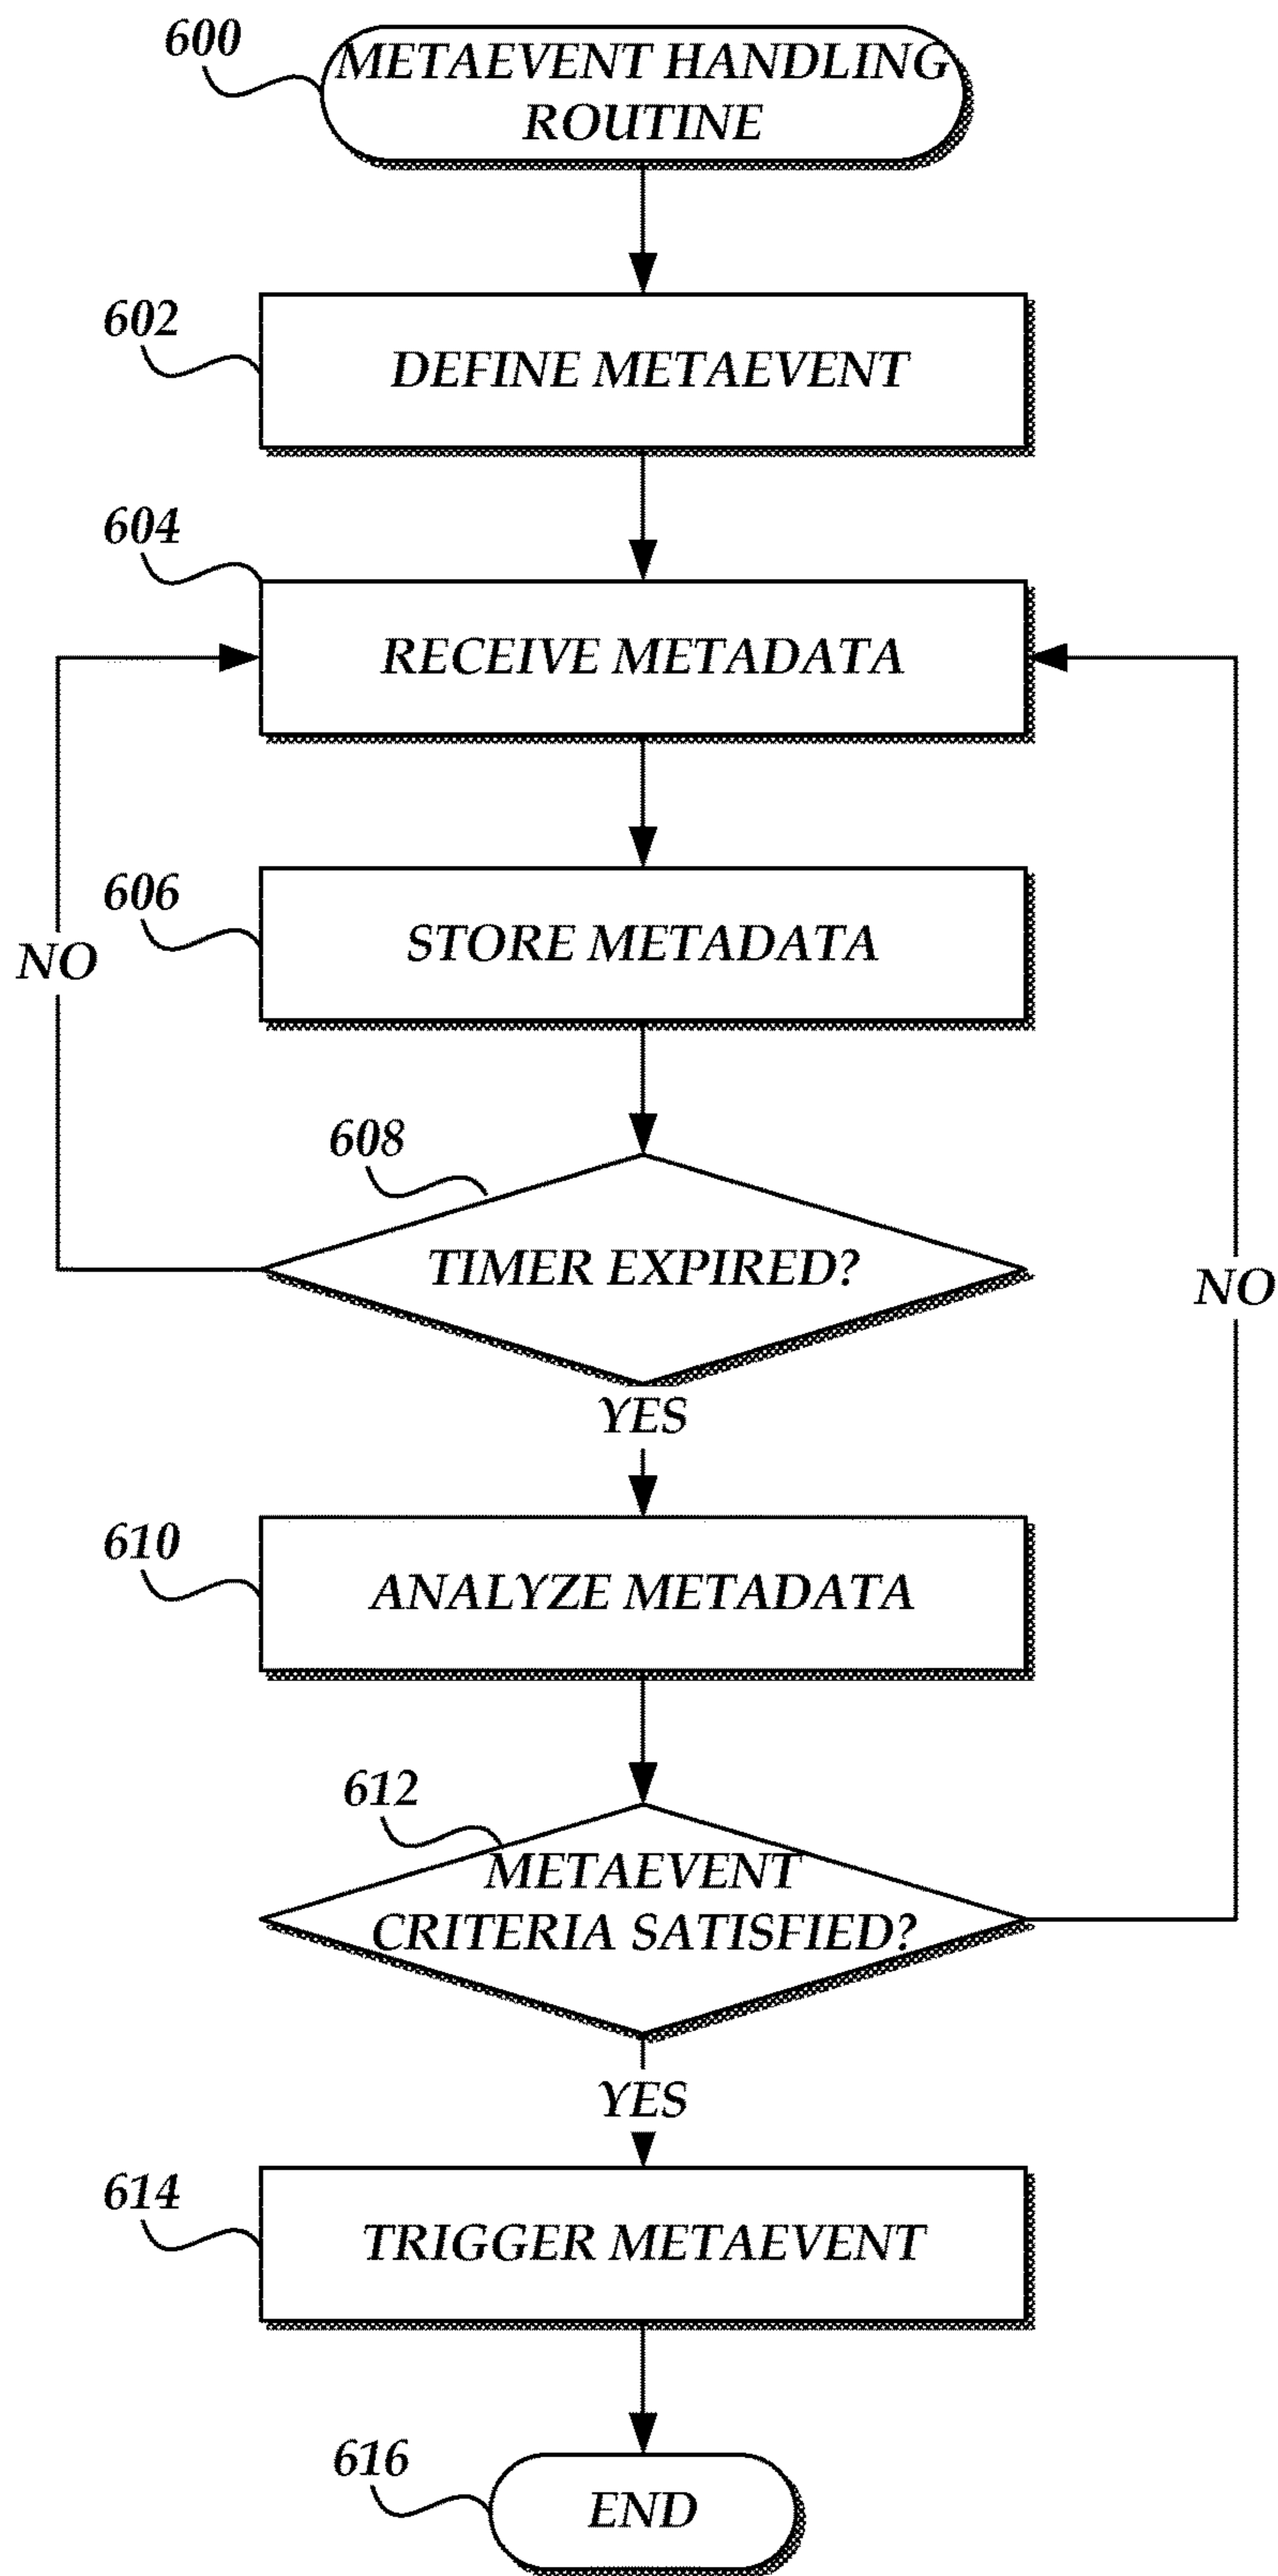 600
METAEVENT HANDLING
ROUTINE
602
DEFINE METAEVENT
604
RECEIVE METADATA
606
STORE METADATA
NO
608
TIMER EXPIRED?
NO
YES
610
ANALYZE METADATA
612
METAEVENT
CRITERIA SATISFIED?
YES
614
TRIGGER METAEVENT
616
END